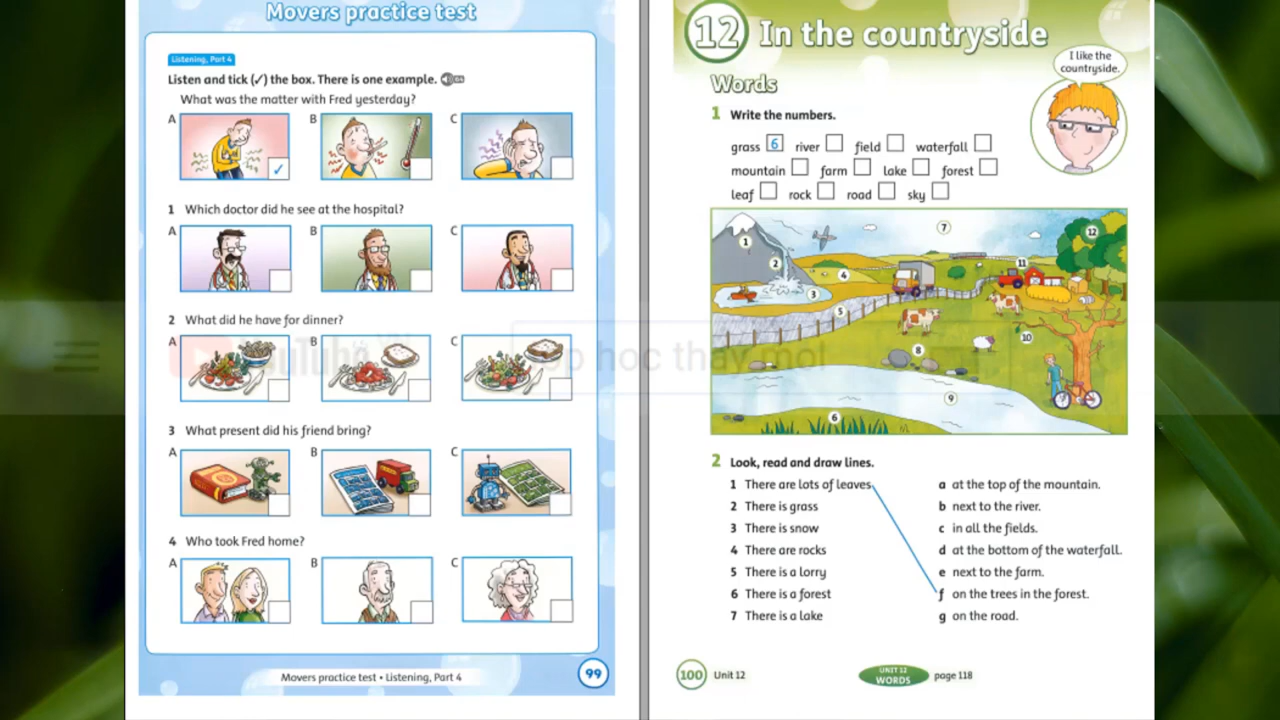 Movers practice test
Listening, Part 4
Listen and tick (✓) the box. There is one example.
What was the matter with Fred yesterday?
A
B
C
✓
1 Which doctor did he see at the hospital?
A
B
C
2 What did he have for dinner?
A
B
C
3 What present did his friend bring?
A
B
C
4 Who took Fred home?
A
B
C
Movers practice test • Listening, Part 4
99
12 In the countryside
I like the
countryside.
Words
1 Write the numbers.
grass 6 river field waterfall
mountain farm lake forest
leaf rock road sky
1
2
3
4
5
6
7
8
9
10
11
12
2 Look, read and draw lines.
1 There are lots of leaves
2 There is grass
3 There is snow
4 There are rocks
5 There is a lorry
6 There is a forest
7 There is a lake
a at the top of the mountain.
b next to the river.
c in all the fields.
d at the bottom of the waterfall.
e next to the farm.
f on the trees in the forest.
g on the road.
100 Unit 12
UNIT 12
WORDS
page 118